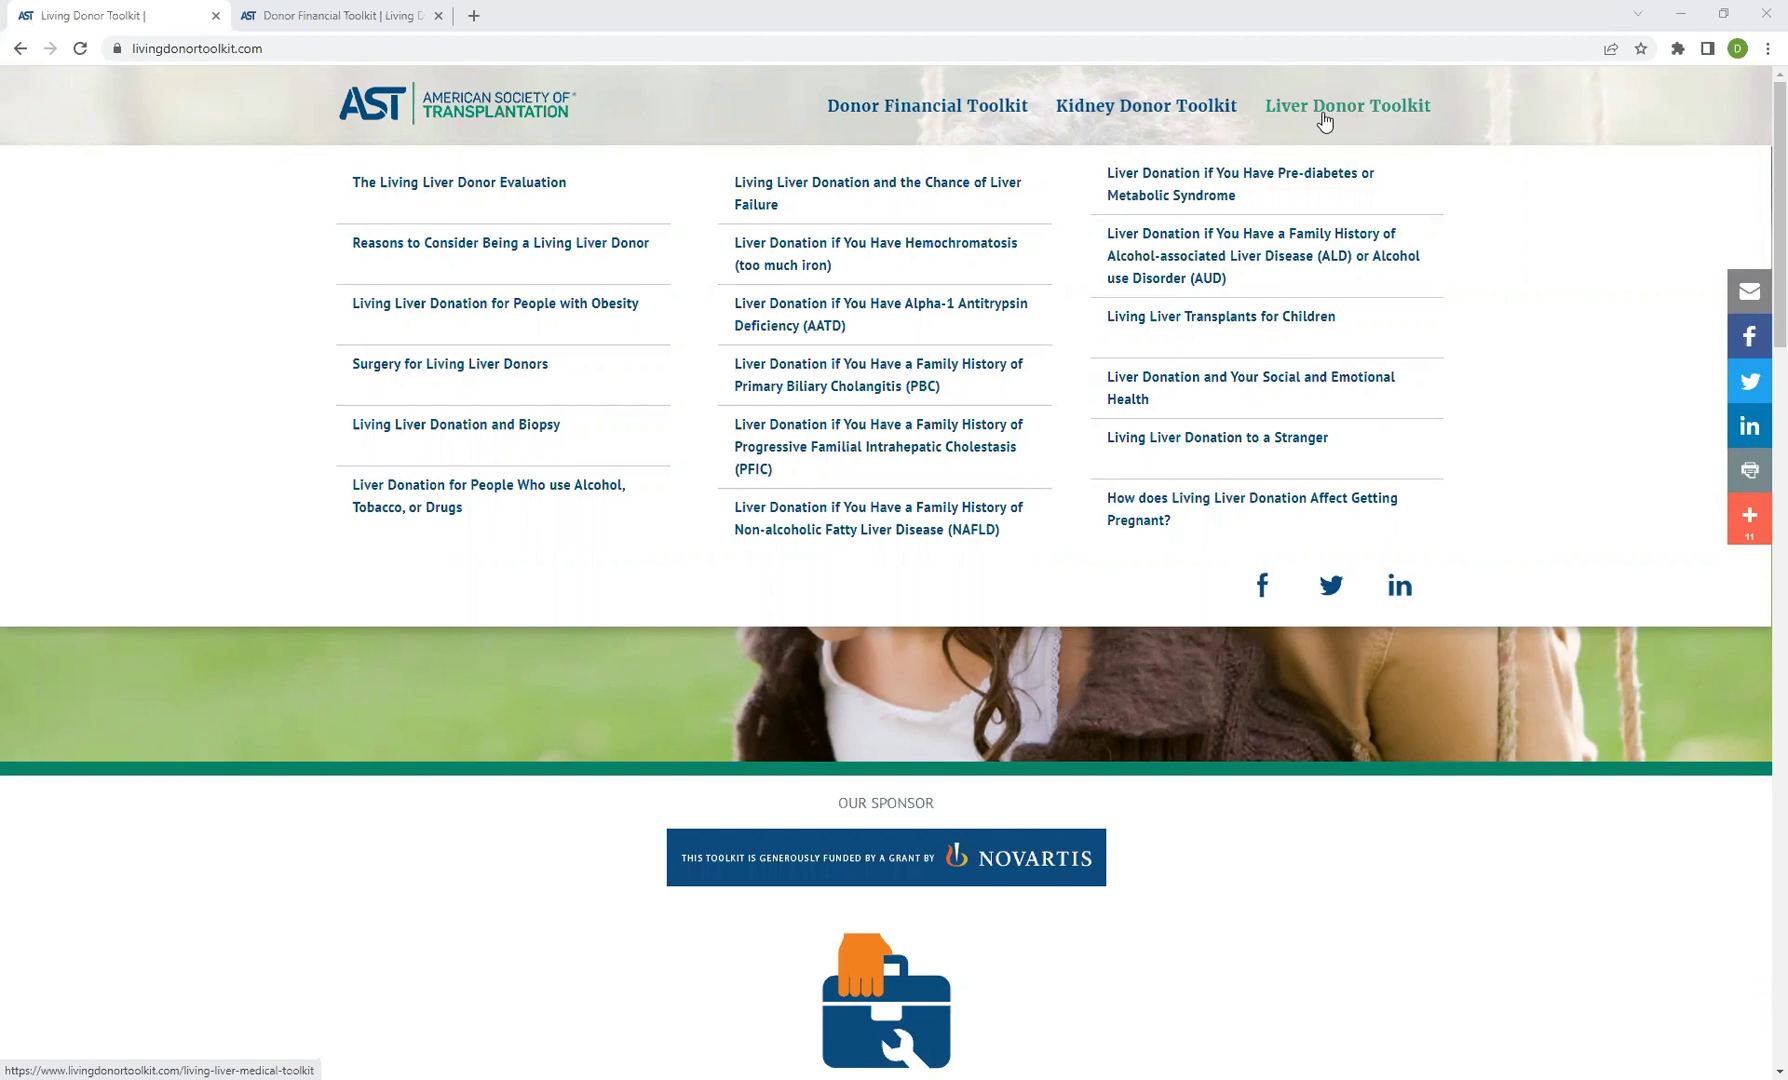 Living Donor Toolkit |
Donor Financial Toolkit | Living D
livingdonortoolkit.com
D
AST AMERICAN SOCIETY OF
TRANSPLANTATION
Donor Financial Toolkit
Kidney Donor Toolkit
Liver Donor Toolkit
The Living Liver Donor Evaluation
Reasons to Consider Being a Living Liver Donor
Living Liver Donation for People with Obesity
Surgery for Living Liver Donors
Living Liver Donation and Biopsy
Liver Donation for People Who use Alcohol,
Tobacco, or Drugs
Living Liver Donation and the Chance of Liver
Failure
Liver Donation if You Have Hemochromatosis
(too much iron)
Liver Donation if You Have Alpha-1 Antitrypsin
Deficiency (AATD)
Liver Donation if You Have a Family History of
Primary Biliary Cholangitis (PBC)
Liver Donation if You Have a Family History of
Progressive Familial Intrahepatic Cholestasis
(PFIC)
Liver Donation if You Have a Family History of
Non-alcoholic Fatty Liver Disease (NAFLD)
Liver Donation if You Have Pre-diabetes or
Metabolic Syndrome
Liver Donation if You Have a Family History of
Alcohol-associated Liver Disease (ALD) or Alcohol
use Disorder (AUD)
Living Liver Transplants for Children
Liver Donation and Your Social and Emotional
Health
Living Liver Donation to a Stranger
How does Living Liver Donation Affect Getting
Pregnant?
11
OUR SPONSOR
THIS TOOLKIT IS GENEROUSLY FUNDED BY A GRANT BY NOVARTIS
https://www.livingdonortoolkit.com/living-liver-medical-toolkit